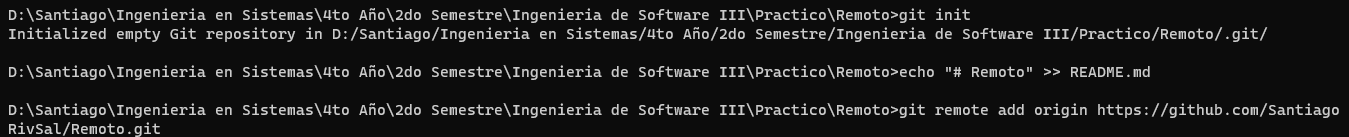 D:\Santiago\Ingenieria en Sistemas\4to Año\2do Semestre\Ingenieria de Software III\Practico\Remoto>git init
Initialized empty Git repository in D:/Santiago/Ingenieria en Sistemas/4to Año/2do Semestre/Ingenieria de Software III/Practico/Remoto/.git/
D:\Santiago\Ingenieria en Sistemas\4to Año\2do Semestre\Ingenieria de Software III\Practico\Remoto>echo "# Remoto" >> README.md
D:\Santiago\Ingenieria en Sistemas\4to Año\2do Semestre\Ingenieria de Software III\Practico\Remoto>git remote add origin https://github.com/Santiago
RivSal/Remoto.git